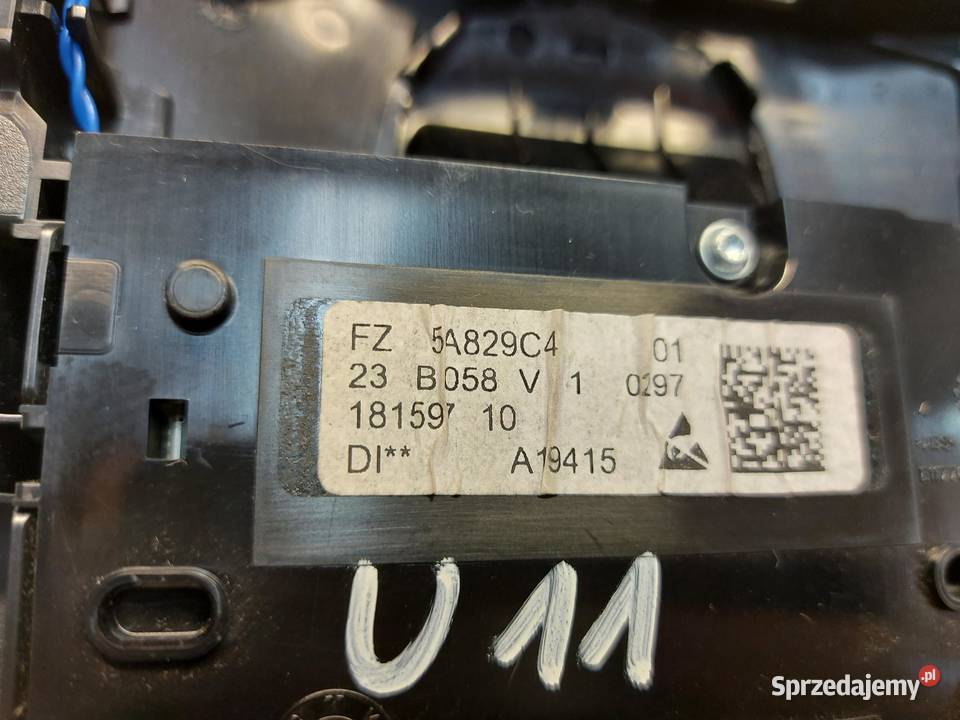 FZ 5A829C4 01
23 B058 V 1 0297
181597 10
DI** A19415
U11
Sprzedajemy.pl